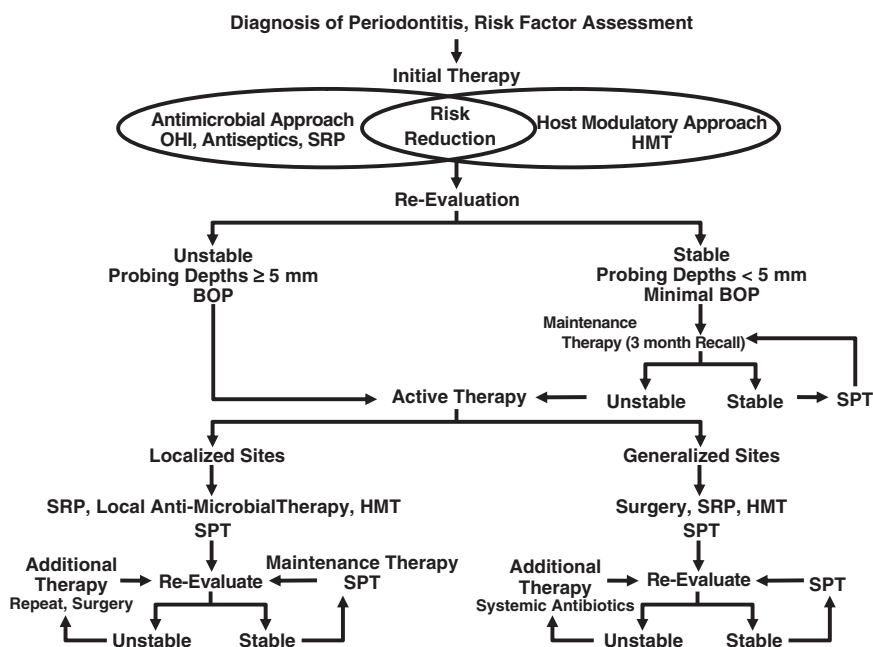 Diagnosis of Periodontitis, Risk Factor Assessment
Initial Therapy
Antimicrobial Approach
OHI, Antiseptics, SRP
Risk
Reduction
Host Modulatory Approach
HMT
Re-Evaluation
Unstable
Probing Depths ≥ 5 mm
BOP
Stable
Probing Depths < 5 mm
Minimal BOP
Maintenance
Therapy (3 month Recall)
Active Therapy
Unstable
Stable
SPT
Localized Sites
Generalized Sites
SRP, Local Anti-MicrobialTherapy, HMT
SPT
Surgery, SRP, HMT
SPT
Additional
Therapy
Repeat, Surgery
Re-Evaluate
Maintenance Therapy
SPT
Unstable
Stable
Additional
Therapy
Systemic Antibiotics
Re-Evaluate
SPT
Unstable
Stable